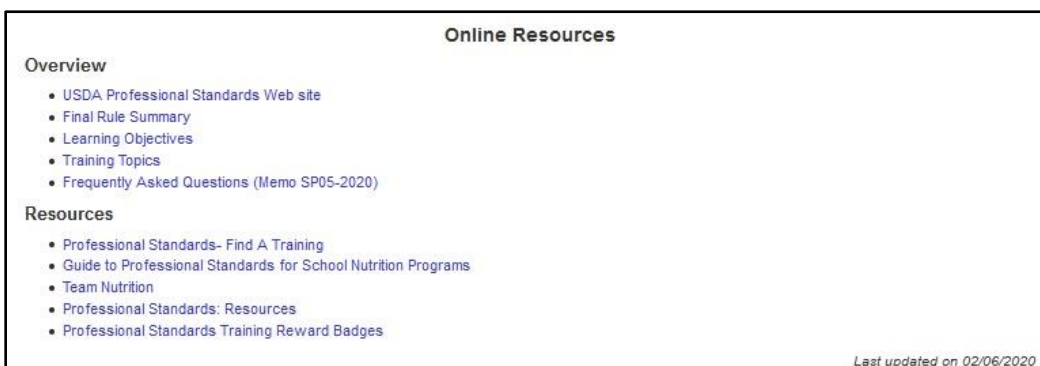 Online Resources
Overview
• USDA Professional Standards Web site
• Final Rule Summary
• Learning Objectives
• Training Topics
• Frequently Asked Questions (Memo SP05-2020)
Resources
• Professional Standards- Find A Training
• Guide to Professional Standards for School Nutrition Programs
• Team Nutrition
• Professional Standards: Resources
• Professional Standards Training Reward Badges
Last updated on 02/06/2020